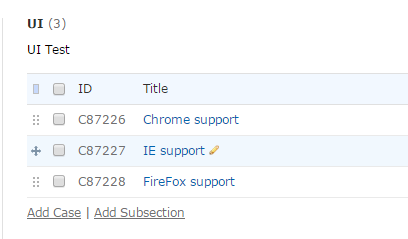 UI (3)
UI Test
ID Title
C87226 Chrome support
C87227 IE support
C87228 FireFox support
Add Case | Add Subsection